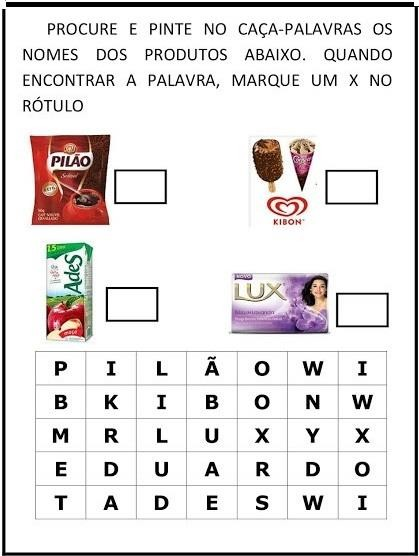 PROCURE E PINTE NO CAÇA-PALAVRAS OS
NOMES DOS PRODUTOS ABAIXO. QUANDO
ENCONTRAR A PALAVRA, MARQUE UM X NO
RÓTULO
PILÃO
KIBON
AdeS
NOVO
LUX
P I L Ã O W I
B K I B O N W
M R L U X Y X
E D U A R D O
T A D E S W I